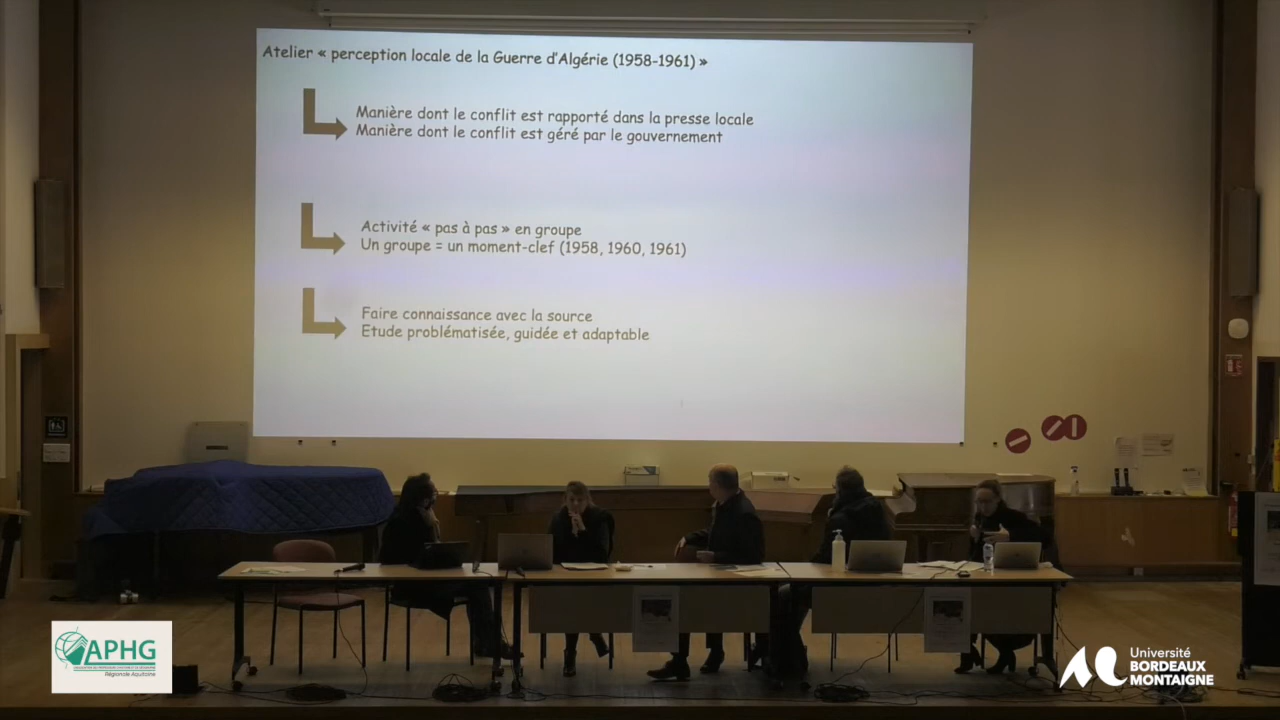 Atelier « perception locale de la Guerre d'Algérie (1958-1961) »
Manière dont le conflit est rapporté dans la presse locale
Manière dont le conflit est géré par le gouvernement
Activité « pas à pas » en groupe
Un groupe = un moment-clef (1958, 1960, 1961)
Faire connaissance avec la source
Etude problématisée, guidée et adaptable
APHG
Régionale Aquitaine
Université
BORDEAUX
MONTAIGNE